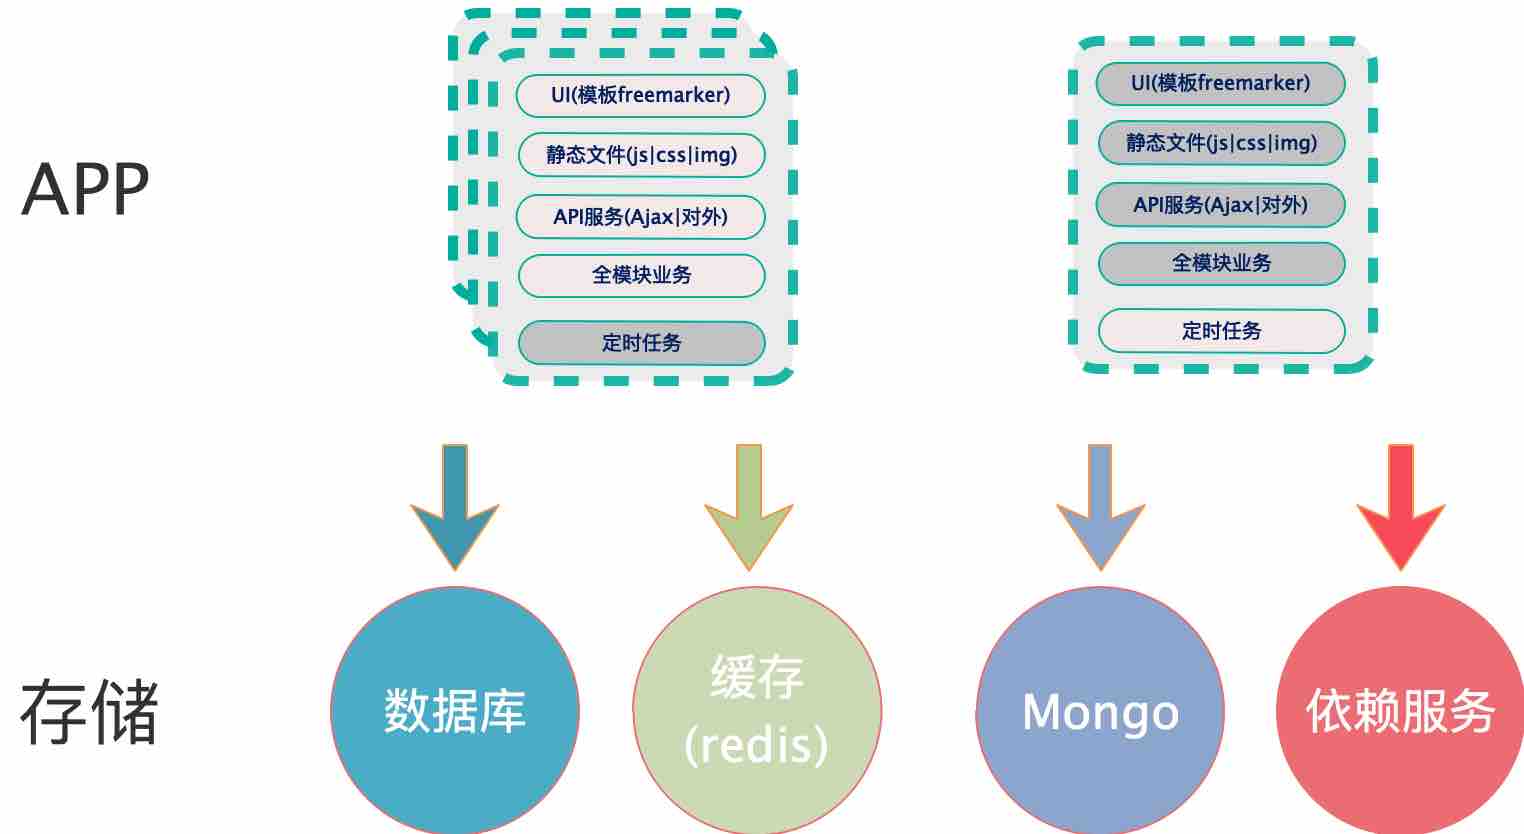 APP
UI(模板freemarker)
静态文件(js|css|img)
API服务(Ajax|对外)
全模块业务
定时任务
UI(模板freemarker)
静态文件(js|css|img)
API服务(Ajax|对外)
全模块业务
定时任务
存储
数据库
缓存
(redis)
Mongo
依赖服务